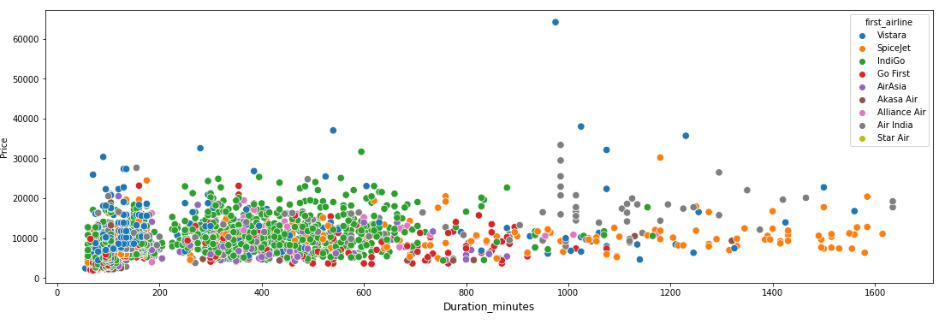 first_airline
Vistara
SpiceJet
IndiGo
Go First
AirAsia
Akasa Air
Alliance Air
Air India
Star Air
Price
60000
50000
40000
30000
20000
10000
0
0 200 400 600 800 1000 1200 1400 1600
Duration_minutes